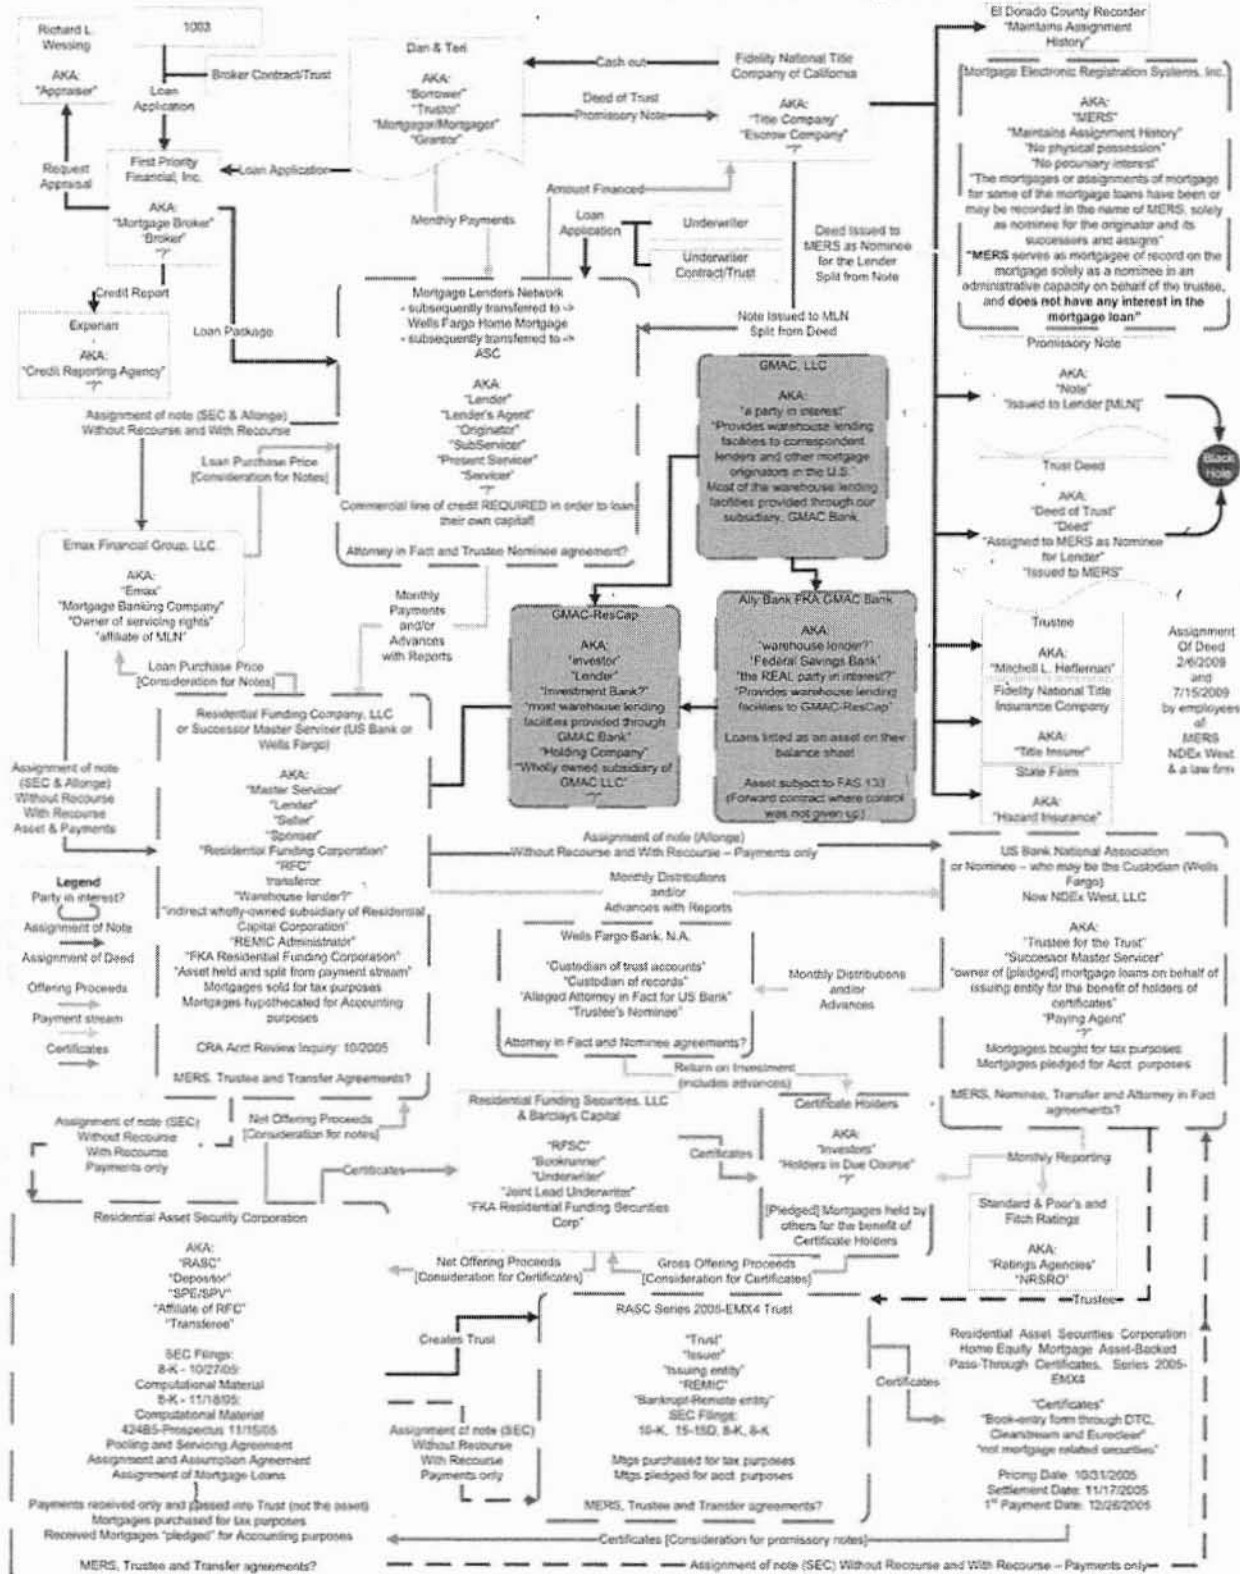 Richard L.
Wessing
AKA:
"Appraiser"
1003
Broker Contract/Trust
Loan
Application
Request
Appraisal
First Priority
Financial, Inc.
AKA:
"Mortgage Broker"
"Broker"
"?"
Credit Report
Experian
AKA:
"Credit Reporting Agency"
"?"
Loan Package
Dan & Teri
AKA:
"Borrower"
"Trustor"
"Mortgagor/Mortgagor"
"Grantor"
Loan Application
Cash out
Deed of Trust
Promissory Note
Fidelity National Title
Company of California
AKA:
"Title Company"
"Escrow Company"
"?"
Monthly Payments
Amount Financed
Loan
Application
Underwriter
Underwriter
Contract/Trust
Deed Issued to
MERS as Nominee
for the Lender
Split from Note
Note Issued to MLN
Split from Deed
El Dorado County Recorder
"Maintains Assignment
History"
Mortgage Electronic Registration Systems, Inc.
AKA:
"MERS"
"Maintains Assignment History"
"No physical possession"
"No pecuniary interest"
"The mortgages or assignments of mortgage
for some of the mortgage loans have been or
may be recorded in the name of MERS, solely
as nominee for the originator and its
successors and assigns"
"MERS serves as mortgagee of record on the
mortgage solely as a nominee in an
administrative capacity on behalf of the trustee,
and does not have any interest in the
mortgage loan"
Promissory Note
AKA:
"Note"
"Issued to Lender [MLN]"
Black
Hole
Trust Deed
AKA:
"Deed of Trust"
"Deed"
"Assigned to MERS as Nominee
for Lender"
"Issued to MERS"
Trustee
AKA:
"Mitchell L. Heffernan"
Fidelity National Title
Insurance Company
AKA:
"Title Insurer"
State Farm
AKA:
"Hazard Insurance"
Assignment
Of Deed
2/6/2009
and
7/15/2009
by employees
of
MERS
NDEx West
& a law firm
Mortgage Lenders Network
- subsequently transferred to ->
Wells Fargo Home Mortgage
- subsequently transferred to ->
ASC
AKA:
"Lender"
"Lender's Agent"
"Originator"
"SubServicer"
"Present Servicer"
"Servicer"
"?"
Commercial line of credit REQUIRED in order to loan
their own capital!
Attorney in Fact and Trustee Nominee agreement?
Assignment of note (SEC & Allonge)
Without Recourse and With Recourse
Loan Purchase Price
[Consideration for Notes]
Emax Financial Group, LLC
AKA:
"Emax"
"Mortgage Banking Company"
"Owner of servicing rights"
"affiliate of MLN"
Loan Purchase Price
[Consideration for Notes]
Monthly
Payments
and/or
Advances
with Reports
GMAC, LLC
AKA:
"a party in interest"
"Provides warehouse lending
facilities to correspondent
lenders and other mortgage
originators in the U.S."
Most of the warehouse lending
facilities provided through our
subsidiary, GMAC Bank
GMAC-ResCap
AKA:
"investor"
"Lender"
"Investment Bank?"
"most warehouse lending
facilities provided through
GMAC Bank"
"Holding Company"
"Wholly owned subsidiary of
GMAC LLC"
"?"
Ally Bank FKA GMAC Bank
AKA:
"warehouse lender?"
"Federal Savings Bank"
"the REAL party in interest?"
"Provides warehouse lending
facilities to GMAC-ResCap"
Loans listed as an asset on their
balance sheet
Asset subject to FAS 133
(Forward contract where control
was not given up)
Residential Funding Company, LLC
or Successor Master Servicer (US Bank or
Wells Fargo)
AKA:
"Master Servicer"
"Lender"
"Seller"
"Sponser"
"Residential Funding Corporation"
"RFC"
transferor
"Warehouse lender?"
"indirect wholly-owned subsidiary of Residential
Capital Corporation"
"REMIC Administrator"
"FKA Residential Funding Corporation"
"Asset held and split from payment stream"
Mortgages sold for tax purposes
Mortgages hypothecated for Accounting
purposes
CRA Acct Review Inquiry: 10/2005
MERS, Trustee and Transfer Agreements?
Assignment of note
(SEC & Allonge)
Without Recourse
With Recourse
Asset & Payments
Legend
Party in interest?
Assignment of Note
Assignment of Deed
Offering Proceeds
Payment stream
Certificates
Assignment of note (Allonge)
Without Recourse and With Recourse – Payments only
Monthly Distributions
and/or
Advances with Reports
US Bank National Association
or Nominee – who may be the Custodian (Wells
Fargo)
Now NDEx West, LLC
AKA:
"Trustee for the Trust"
"Successor Master Servicer"
"owner of [pledged] mortgage loans on behalf of
issuing entity for the benefit of holders of
certificates"
"Paying Agent"
"?"
Mortgages bought for tax purposes
Mortgages pledged for Acct. purposes
MERS, Nominee, Transfer and Attorney in Fact
agreements?
Wells Fargo Bank, N.A.
"Custodian of trust accounts"
"Custodian of records"
"Alleged Attorney in Fact for US Bank"
"Trustee's Nominee"
Attorney in Fact and Nominee agreements?
Monthly Distributions
and/or
Advances
Return on Investment
(includes advances)
Assignment of note (SEC)
Without Recourse
With Recourse
Payments only
Net Offering Proceeds
[Consideration for notes]
Certificates
Residential Funding Securities, LLC
& Barclays Capital
"RFSC"
"Bookrunner"
"Underwriter"
"Joint Lead Underwriter"
"FKA Residential Funding Securities
Corp"
Certificates
Certificate Holders
AKA:
"Investors"
"Holders in Due Course"
"?"
[Pledged] Mortgages held by
others for the benefit of
Certificate Holders
Monthly Reporting
Standard & Poor's and
Fitch Ratings
AKA:
"Ratings Agencies"
"NRSRO"
Trustee
Residential Asset Security Corporation
AKA:
"RASC"
"Depositor"
"SPE/SPV"
"Affiliate of RFC"
"Transferee"
SEC Filings:
8-K - 10/27/05:
Computational Material
8-K - 11/18/05:
Computational Material
424B5-Prospectus 11/15/05
Pooling and Servicing Agreement
Assignment and Assumption Agreement
Assignment of Mortgage Loans
}
Payments received only and passed into Trust (not the asset)
Mortgages purchased for tax purposes
Received Mortgages "pledged" for Accounting purposes
MERS, Trustee and Transfer agreements?
Net Offering Proceeds
[Consideration for Certificates]
Gross Offering Proceeds
[Consideration for Certificates]
Creates Trust
Assignment of note (SEC)
Without Recourse
With Recourse
Payments only
RASC Series 2005-EMX4 Trust
"Trust"
"Issuer"
"Issuing entity"
"REMIC"
"Bankrupt-Remote entity"
SEC Filings:
10-K, 15-15D, 8-K, 8-K
Mtgs purchased for tax purposes
Mtgs pledged for acct. purposes
MERS, Trustee and Transfer agreements?
Certificates
Residential Asset Securities Corporation
Home Equity Mortgage Asset-Backed
Pass-Through Certificates, Series 2005-
EMX4
"Certificates"
"Book-entry form through DTC,
Clearstream and Euroclear"
"not mortgage related securities"
Pricing Date: 10/31/2005
Settlement Date: 11/17/2005
1st Payment Date: 12/26/2005
Certificates [Consideration for promissory notes]
Assignment of note (SEC) Without Recourse and With Recourse – Payments only